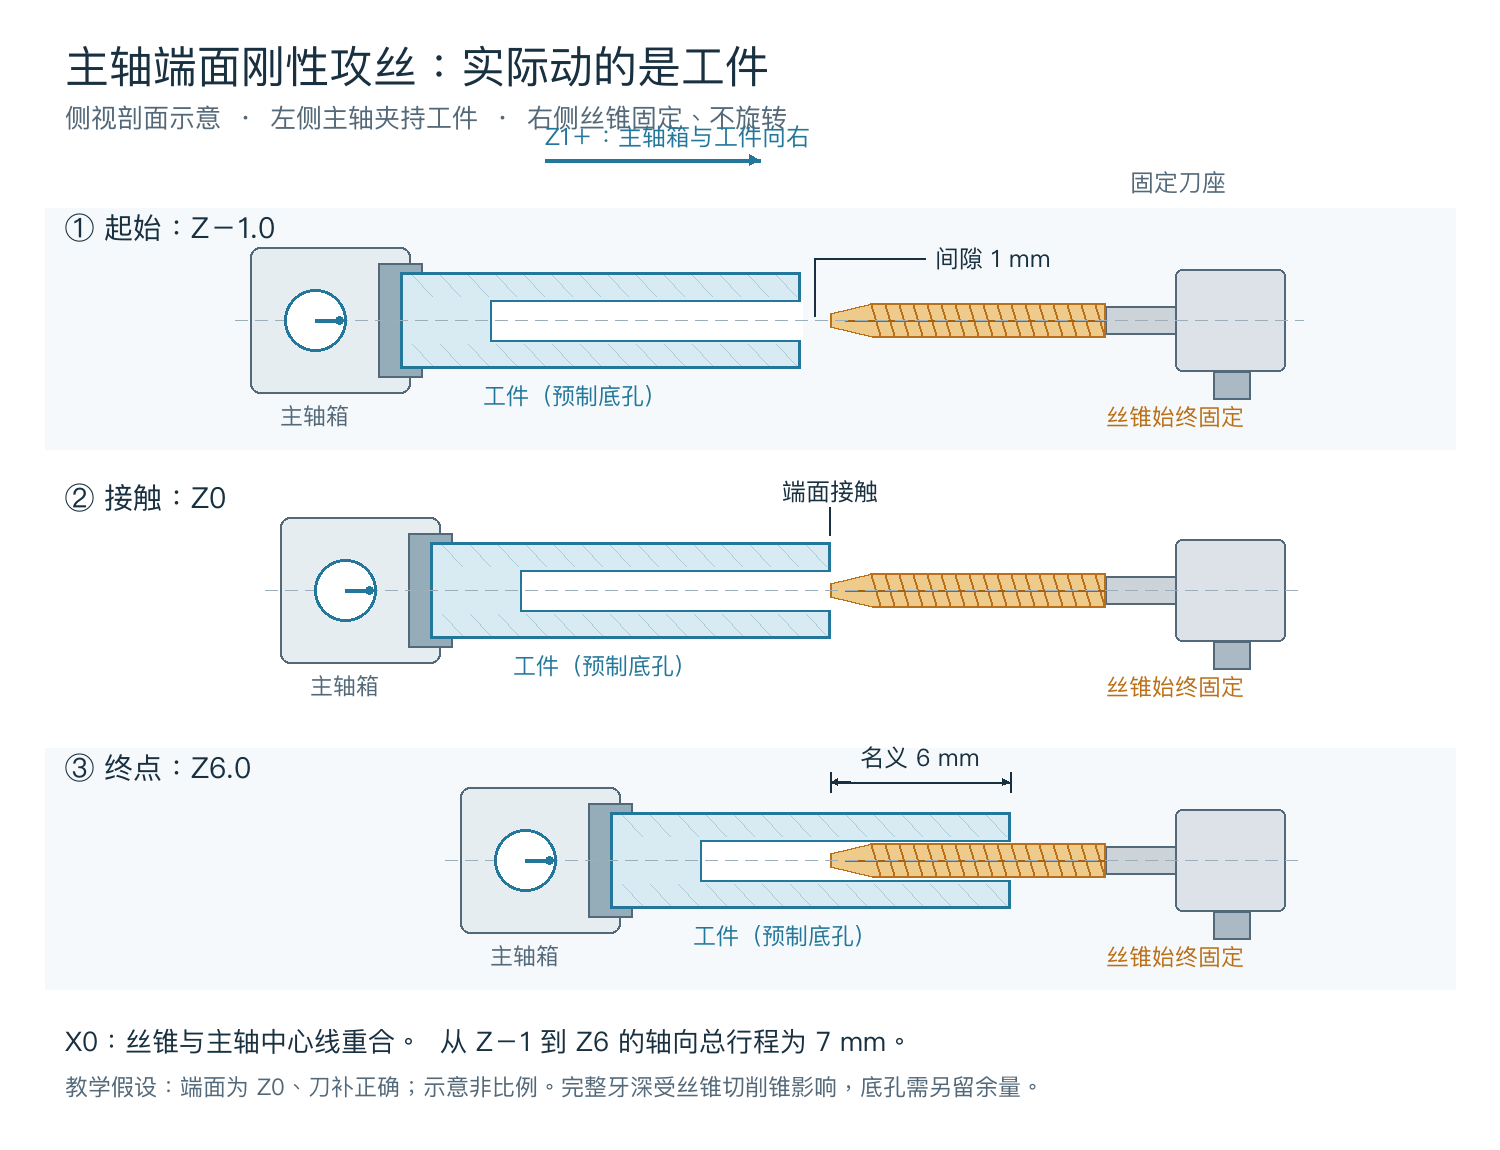 主轴端面刚性攻丝：实际动的是工件
侧视剖面示意 · 左侧主轴夹持工件 · 右侧丝锥固定、不旋转
Z1＋：主轴箱与工件向右
固定刀座
① 起始：Z－1.0
间隙 1 mm
工件（预制底孔）
主轴箱
丝锥始终固定
② 接触：Z0
端面接触
工件（预制底孔）
主轴箱
丝锥始终固定
③ 终点：Z6.0
名义 6 mm
工件（预制底孔）
主轴箱
丝锥始终固定
X0：丝锥与主轴中心线重合。 从 Z－1 到 Z6 的轴向总行程为 7 mm。
教学假设：端面为 Z0、刀补正确；示意非比例。完整牙深受丝锥切削锥影响，底孔需另留余量。